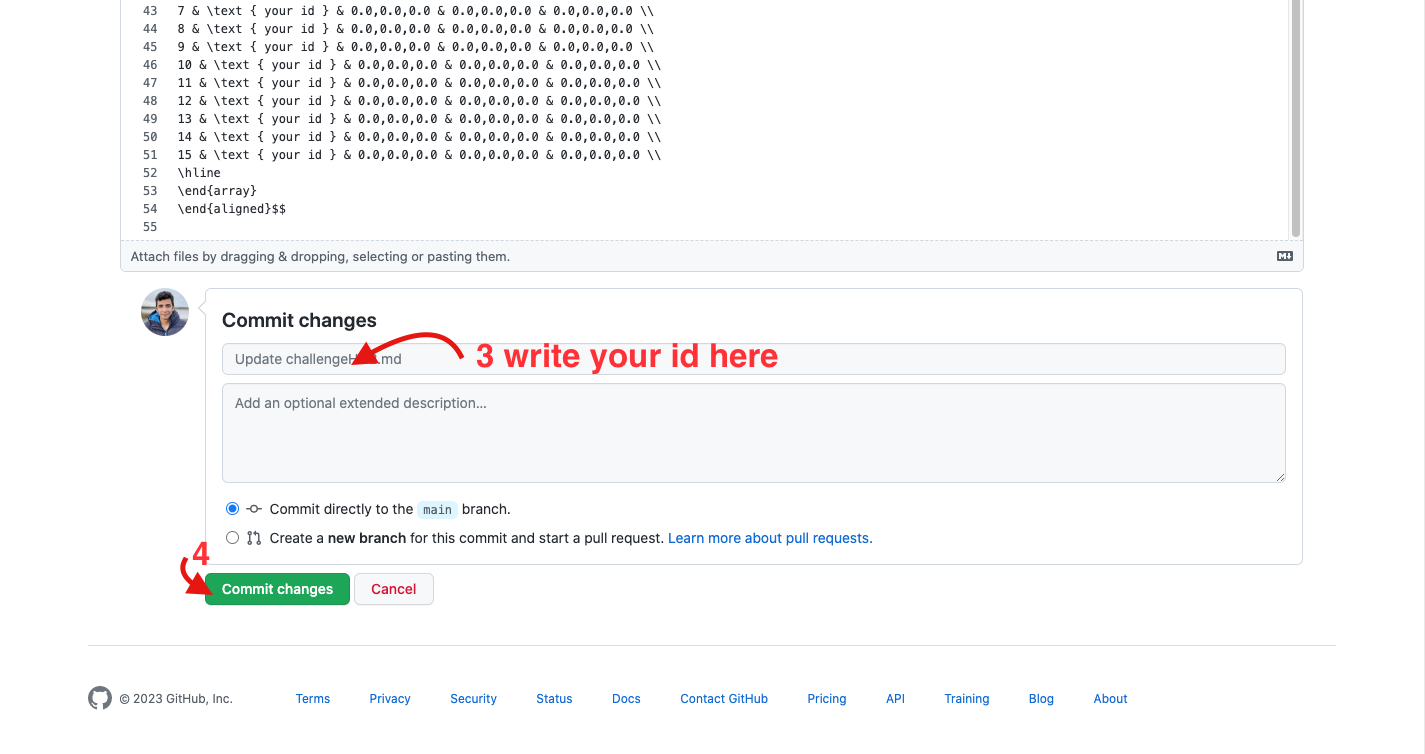 43 7 & \text { your id } & 0.0,0.0,0.0 & 0.0,0.0,0.0 & 0.0,0.0,0.0 \\
44 8 & \text { your id } & 0.0,0.0,0.0 & 0.0,0.0,0.0 & 0.0,0.0,0.0 \\
45 9 & \text { your id } & 0.0,0.0,0.0 & 0.0,0.0,0.0 & 0.0,0.0,0.0 \\
46 10 & \text { your id } & 0.0,0.0,0.0 & 0.0,0.0,0.0 & 0.0,0.0,0.0 \\
47 11 & \text { your id } & 0.0,0.0,0.0 & 0.0,0.0,0.0 & 0.0,0.0,0.0 \\
48 12 & \text { your id } & 0.0,0.0,0.0 & 0.0,0.0,0.0 & 0.0,0.0,0.0 \\
49 13 & \text { your id } & 0.0,0.0,0.0 & 0.0,0.0,0.0 & 0.0,0.0,0.0 \\
50 14 & \text { your id } & 0.0,0.0,0.0 & 0.0,0.0,0.0 & 0.0,0.0,0.0 \\
51 15 & \text { your id } & 0.0,0.0,0.0 & 0.0,0.0,0.0 & 0.0,0.0,0.0 \\
52 \hline
53 \end{array}
54 \end{aligned}$$
55
Attach files by dragging & dropping, selecting or pasting them.
Commit changes
Update .md
3 write your id here
Add an optional extended description…
Commit directly to the main branch.
Create a new branch for this commit and start a pull request. Learn more about pull requests.
4
Commit changes Cancel
© 2023 GitHub, Inc. Terms Privacy Security Status Docs Contact GitHub Pricing API Training Blog About